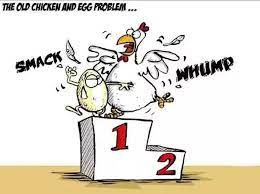 THE OLD CHICKEN AND EGG PROBLEM ...
SMACK
WHUMP
1
2